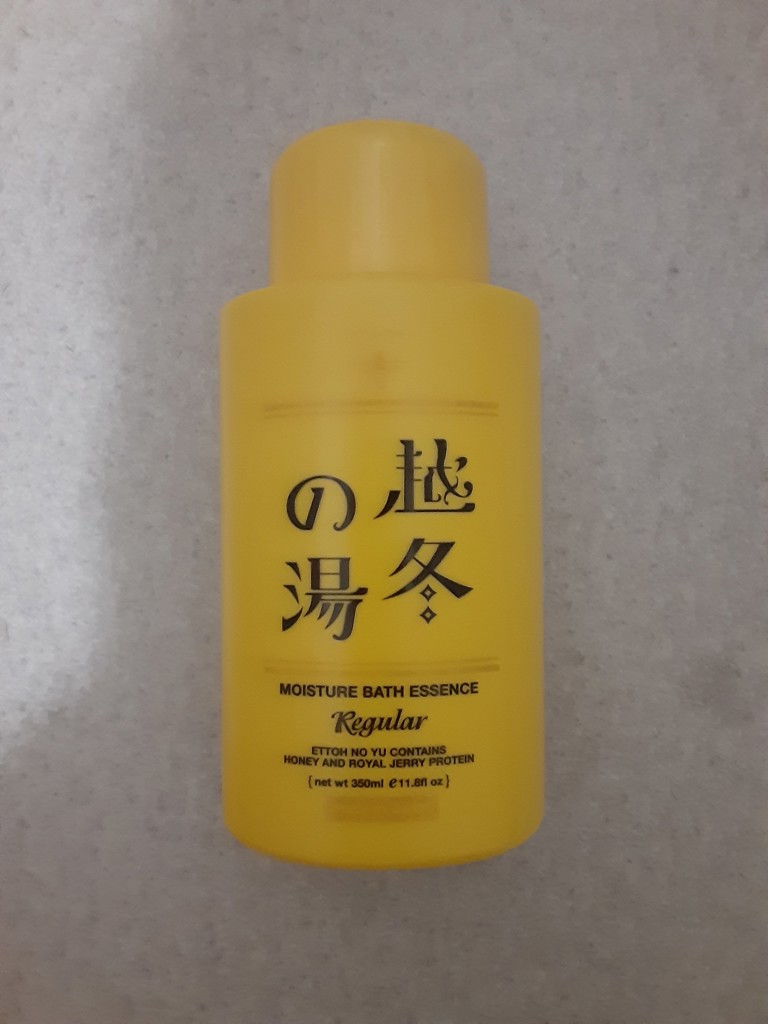 越冬
の湯
MOISTURE BATH ESSENCE
Regular
ETTOH NO YU CONTAINS
HONEY AND ROYAL JERRY PROTEIN
{ net wt 350ml ℮ 11.8fl oz }